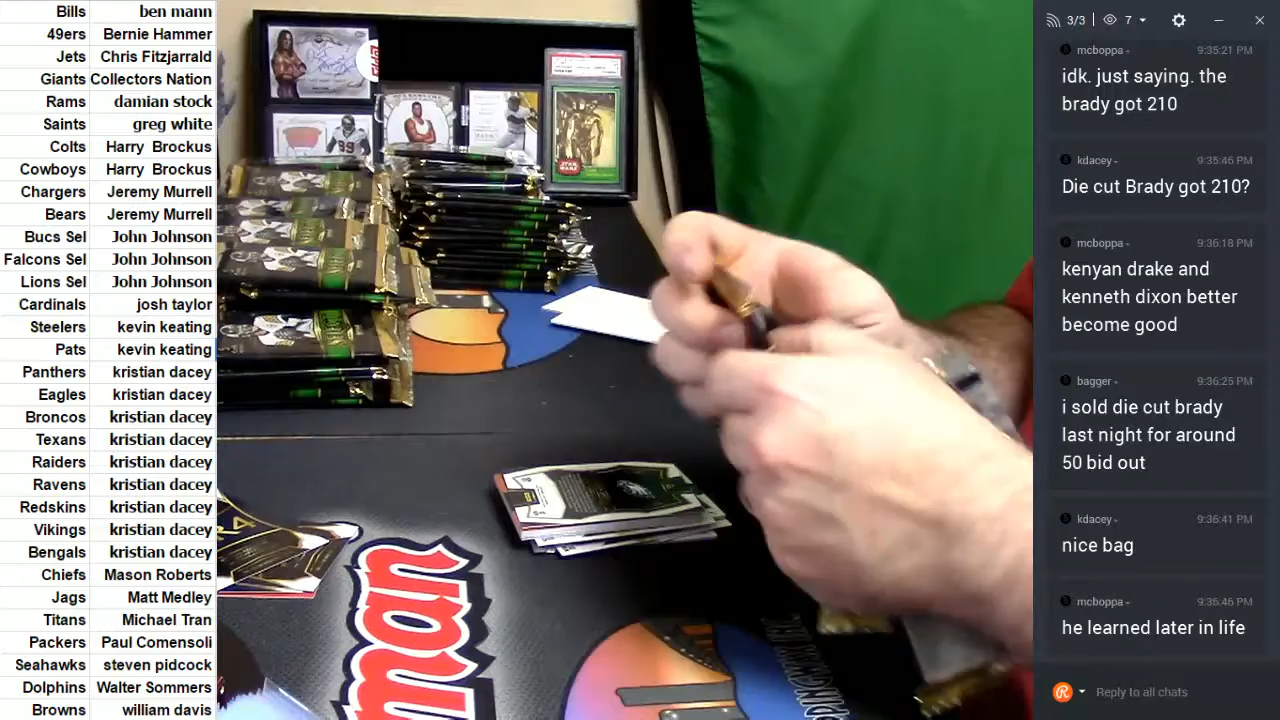 Bills ben mann
49ers Bernie Hammer
Jets Chris Fitzjarrald
Giants Collectors Nation
Rams damian stock
Saints greg white
Colts Harry Brockus
Cowboys Harry Brockus
Chargers Jeremy Murrell
Bears Jeremy Murrell
Bucs Sel John Johnson
Falcons Sel John Johnson
Lions Sel John Johnson
Cardinals josh taylor
Steelers kevin keating
Pats kevin keating
Panthers kristian dacey
Eagles kristian dacey
Broncos kristian dacey
Texans kristian dacey
Raiders kristian dacey
Ravens kristian dacey
Redskins kristian dacey
Vikings kristian dacey
Bengals kristian dacey
Chiefs Mason Roberts
Jags Matt Medley
Titans Michael Tran
Packers Paul Comensoli
Seahawks steven pidcock
Dolphins Walter Sommers
Browns william davis
STAR
WARS
3/3 7
mcboppa 9:35:21 PM
idk. just saying. the
brady got 210
kdacey 9:35:46 PM
Die cut Brady got 210?
mcboppa 9:36:18 PM
kenyan drake and
kenneth dixon better
become good
bagger 9:36:25 PM
i sold die cut brady
last night for around
50 bid out
kdacey 9:36:41 PM
nice bag
mcboppa 9:36:46 PM
he learned later in life
Reply to all chats